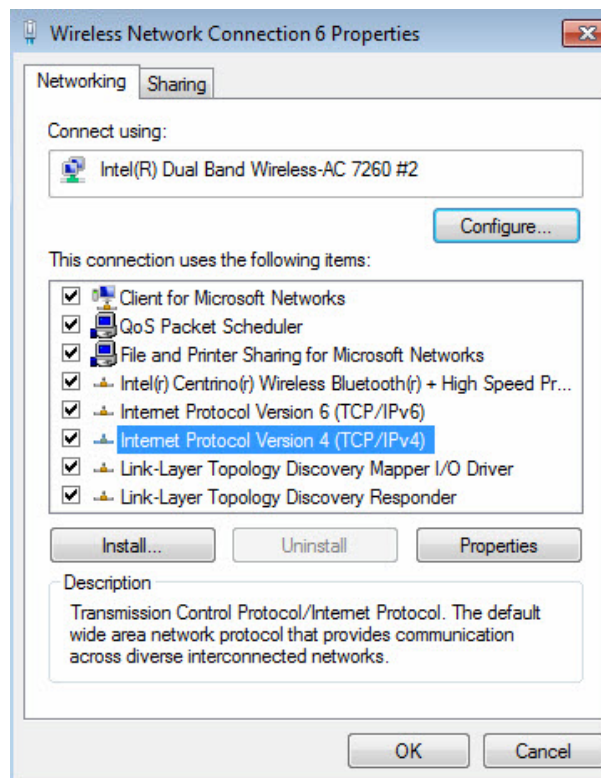 Wireless Network Connection 6 Properties
Networking
Sharing
Connect using:
Intel(R) Dual Band Wireless-AC 7260 #2
Configure...
This connection uses the following items:
Client for Microsoft Networks
QoS Packet Scheduler
File and Printer Sharing for Microsoft Networks
Intel(r) Centrino(r) Wireless Bluetooth(r) + High Speed Pr...
Internet Protocol Version 6 (TCP/IPv6)
Internet Protocol Version 4 (TCP/IPv4)
Link-Layer Topology Discovery Mapper I/O Driver
Link-Layer Topology Discovery Responder
Install...
Uninstall
Properties
Description
Transmission Control Protocol/Internet Protocol. The default
wide area network protocol that provides communication
across diverse interconnected networks.
OK
Cancel